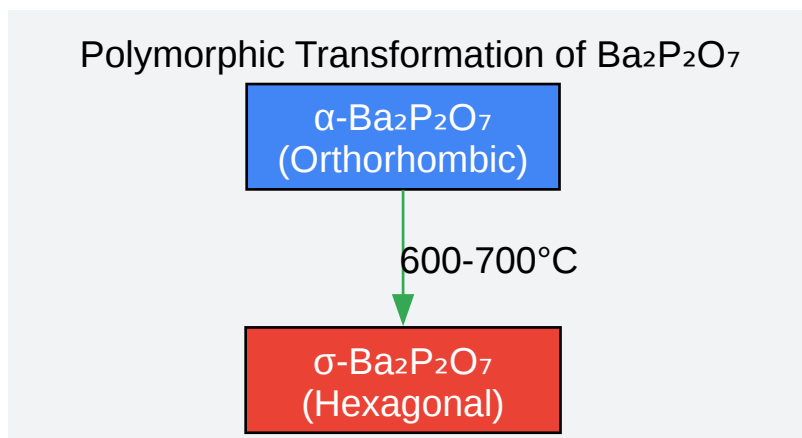 Polymorphic Transformation of Ba₂P₂O₇
α-Ba₂P₂O₇
(Orthorhombic)
600-700°C
σ-Ba₂P₂O₇
(Hexagonal)